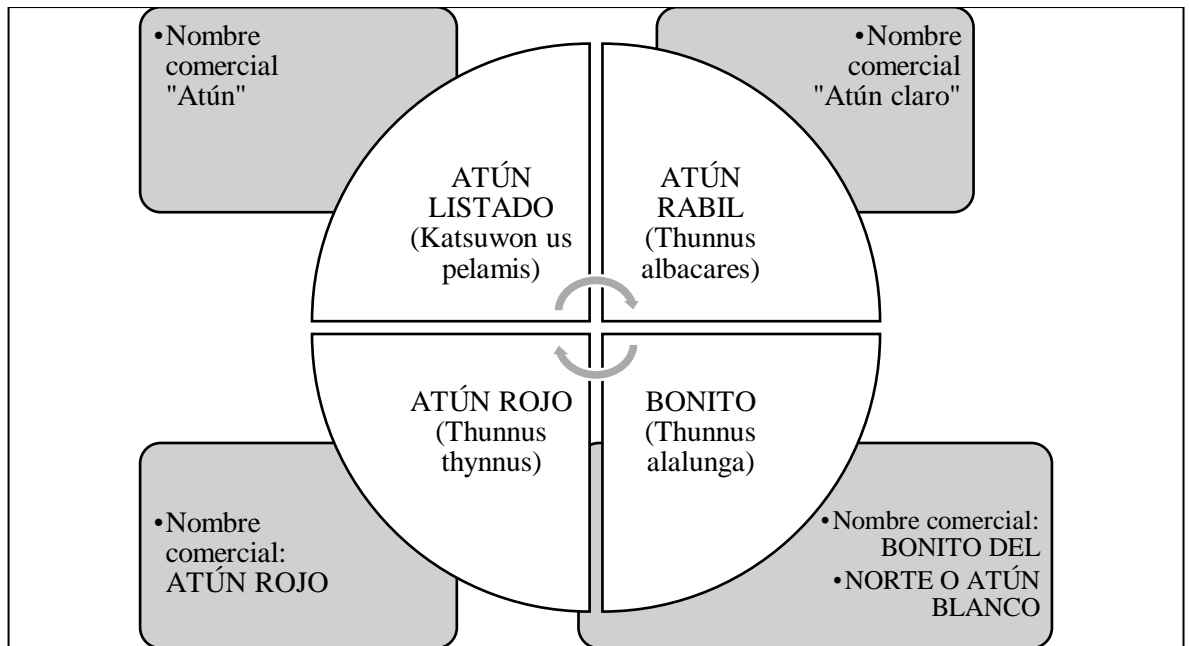 •Nombre
comercial
"Atún"
•Nombre
comercial
"Atún claro"
ATÚN
LISTADO
(Katsuwon us
pelamis)
ATÚN
RABIL
(Thunnus
albacares)
ATÚN ROJO
(Thunnus
thynnus)
BONITO
(Thunnus
alalunga)
•Nombre
comercial:
ATÚN ROJO
•Nombre comercial:
BONITO DEL
•NORTE O ATÚN
BLANCO